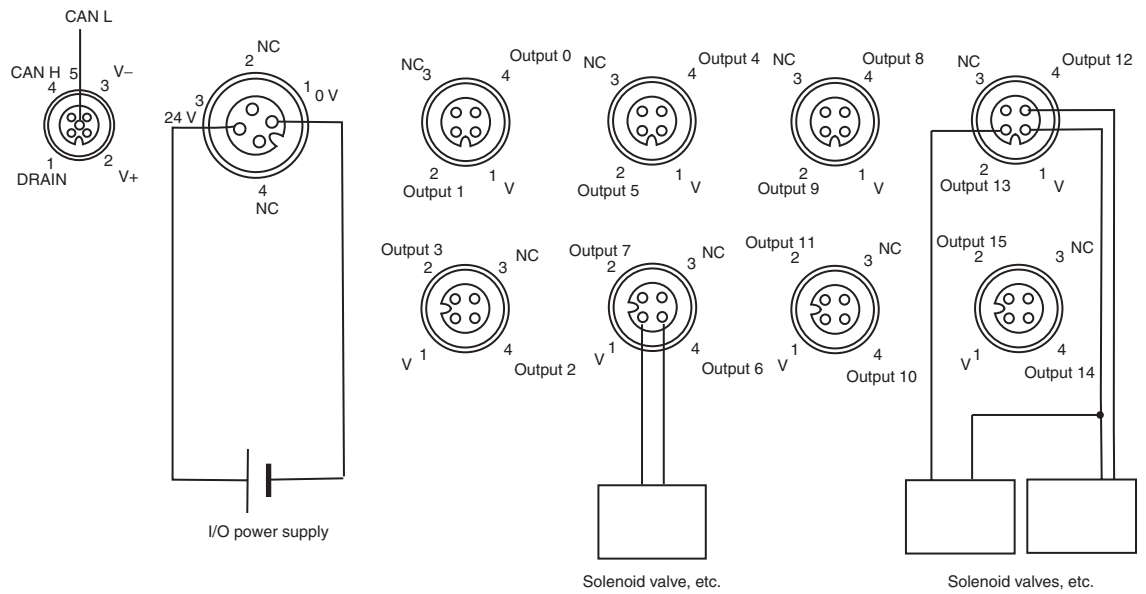 CAN L
CAN H 5 V–
4 3
1 2
DRAIN V+
NC
2
3 1 0 V
24 V
4
NC
NC Output 0
3 4
2 1
Output 1 V
NC Output 4
3 4
2 1
Output 5 V
NC Output 8
3 4
2 1
Output 9 V
NC Output 12
3 4
2 1
Output 13 V
Output 3 NC
2 3
V 1 4
Output 2
Output 7 NC
2 3
V 1 4
Output 6
Output 11 NC
2 3
V 1 4
Output 10
Output 15 NC
2 3
V 1 4
Output 14
I/O power supply
Solenoid valve, etc.
Solenoid valves, etc.